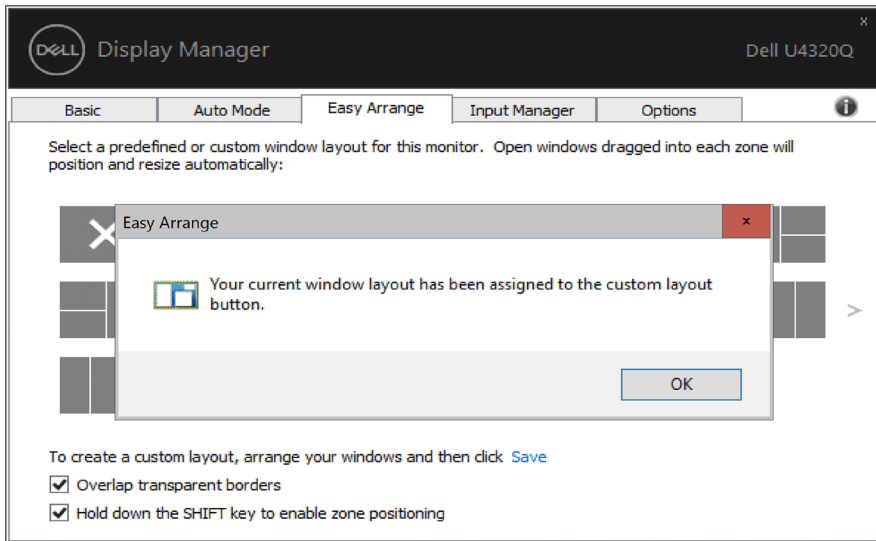 x
DELL Display Manager Dell U4320Q
Basic Auto Mode Easy Arrange Input Manager Options i
Select a predefined or custom window layout for this monitor. Open windows dragged into each zone will
position and resize automatically:
Easy Arrange x
Your current window layout has been assigned to the custom layout
button.
>
OK
To create a custom layout, arrange your windows and then click Save
Overlap transparent borders
Hold down the SHIFT key to enable zone positioning